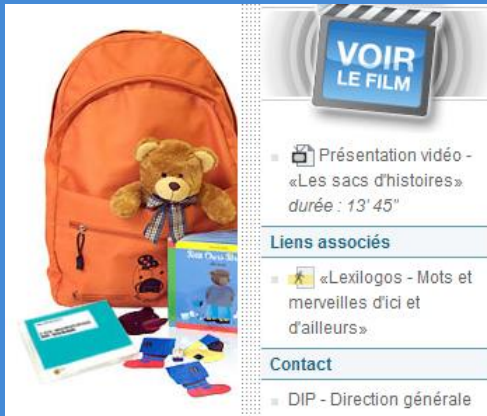 VOIR
LE FILM
Présentation vidéo -
«Les sacs d'histoires»
durée : 13' 45"
Liens associés
«Lexilogos - Mots et
merveilles d'ici et
d'ailleurs»
Contact
DIP - Direction générale